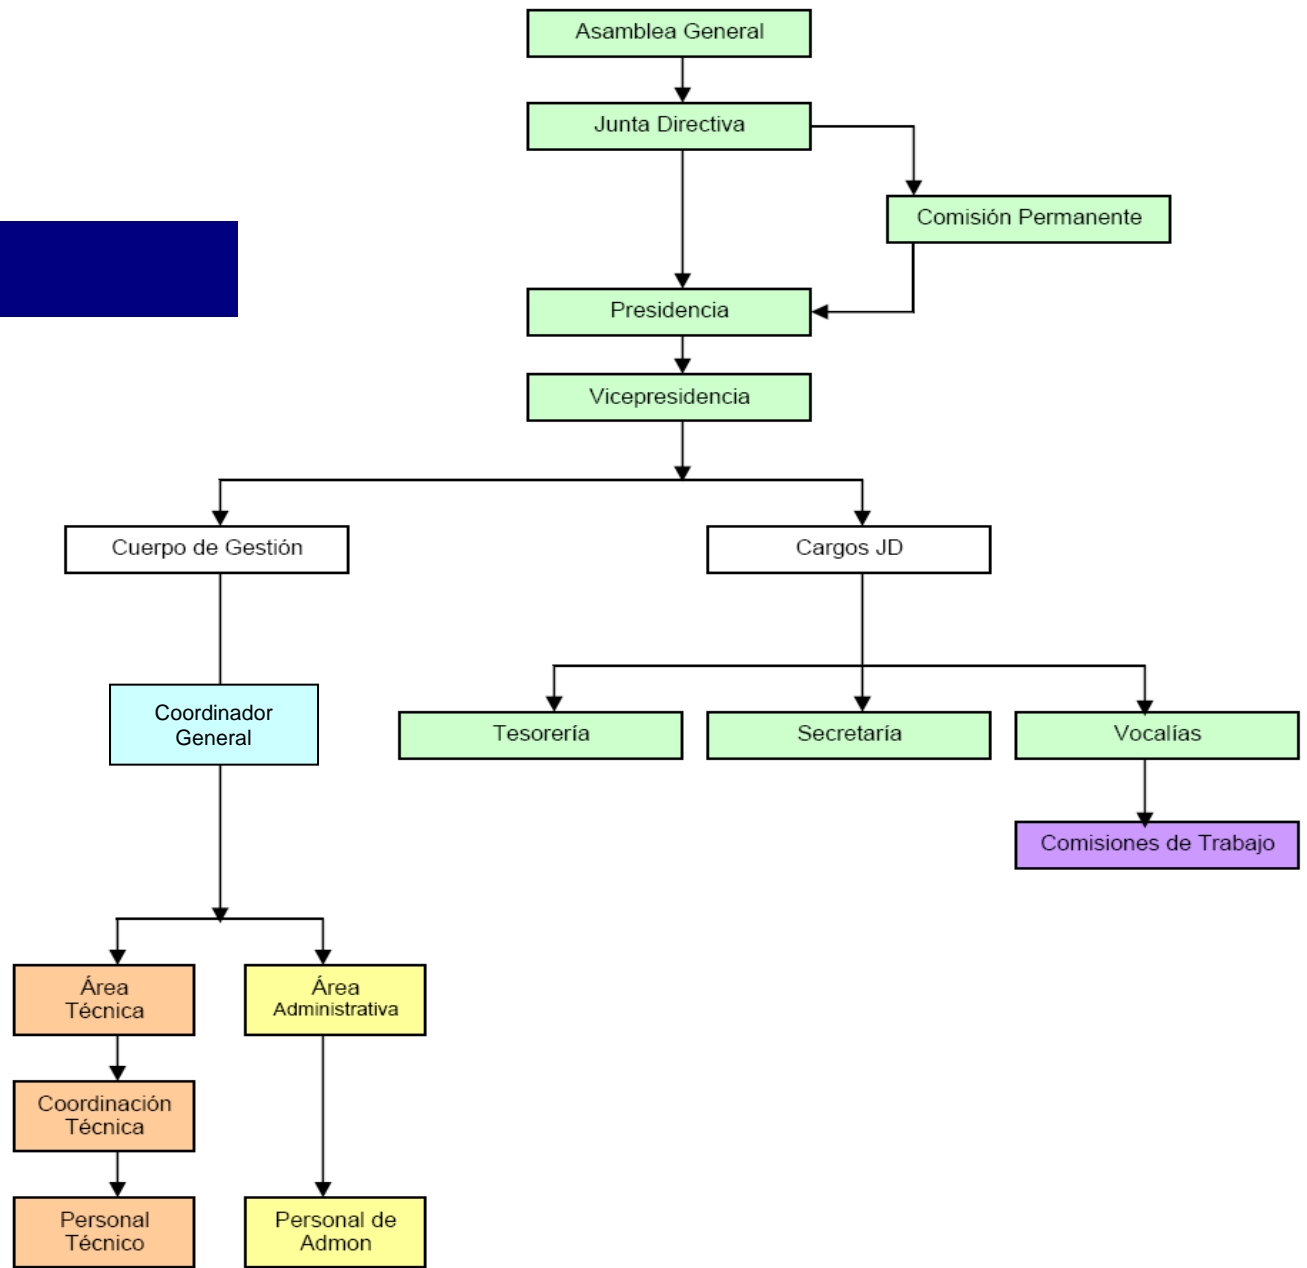 Asamblea General
Junta Directiva
Comisión Permanente
Presidencia
Vicepresidencia
Cuerpo de Gestión
Cargos JD
Coordinador
General
Tesorería
Secretaría
Vocalías
Comisiones de Trabajo
Área
Técnica
Área
Administrativa
Coordinación
Técnica
Personal
Técnico
Personal de
Admon